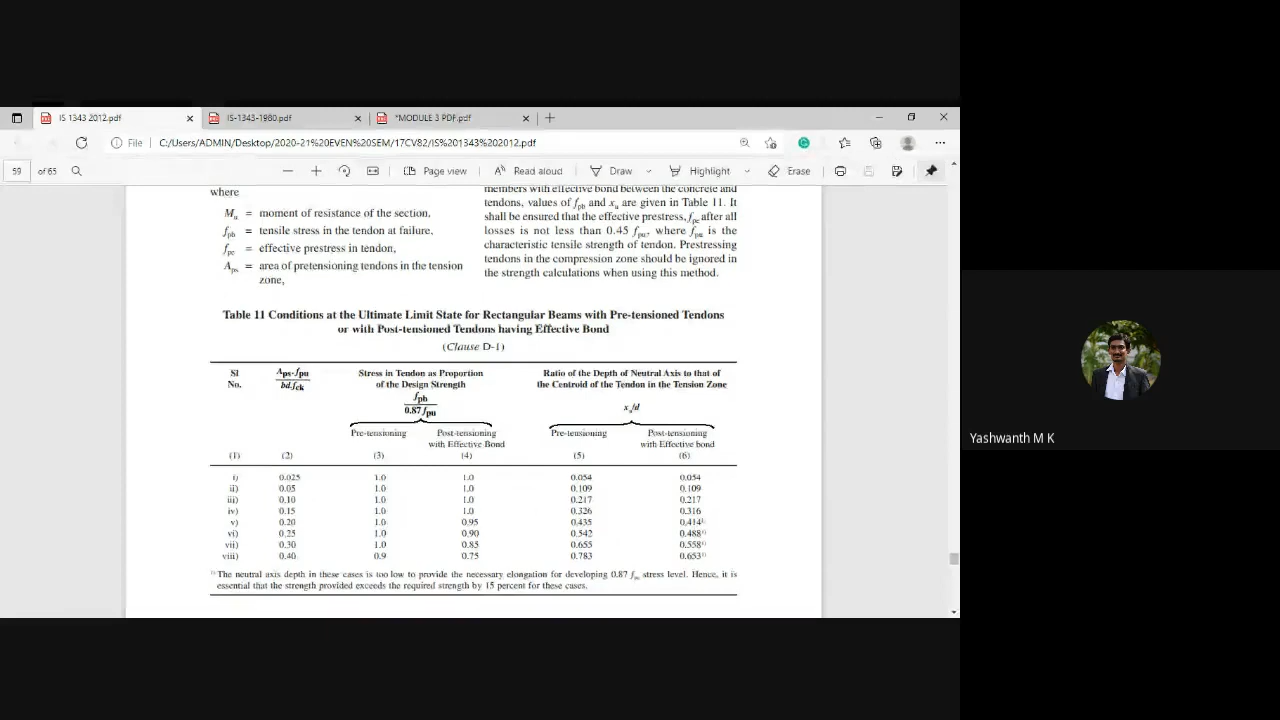 IS 1343 2012.pdf
IS-1343-1980.pdf
*MODULE 3 PDF.pdf
File
C:/Users/ADMIN/Desktop/2020-21%20EVEN%20SEM/17CV82/IS%201343%202012.pdf
59 of 65
Page view
Read aloud
Draw
Highlight
Erase
where
Mu = moment of resistance of the section,
fpb = tensile stress in the tendon at failure,
fpe = effective prestress in tendon,
Aps = area of pretensioning tendons in the tension
zone,
members with effective bond between the concrete and
tendons, values of fpb and xu are given in Table 11. It
shall be ensured that the effective prestress, fpe after all
losses is not less than 0.45 fpu, where fpu is the
characteristic tensile strength of tendon. Prestressing
tendons in the compression zone should be ignored in
the strength calculations when using this method.
Table 11 Conditions at the Ultimate Limit State for Rectangular Beams with Pre-tensioned Tendons
or with Post-tensioned Tendons having Effective Bond
(Clause D-1)
Sl No. Aps.fpu / bd.fck Stress in Tendon as Proportion of the Design Strength Ratio of the Depth of Neutral Axis to that of the Centroid of the Tendon in the Tension Zone
fpb / 0.87 fpu xu/d
Pre-tensioning Post-tensioning with Effective Bond Pre-tensioning Post-tensioning with Effective bond
(1) (2) (3) (4) (5) (6)
i) 0.025 1.0 1.0 0.054 0.054
ii) 0.05 1.0 1.0 0.109 0.109
iii) 0.10 1.0 1.0 0.217 0.217
iv) 0.15 1.0 1.0 0.326 0.316
v) 0.20 1.0 0.95 0.435 0.414¹⁾
vi) 0.25 1.0 0.90 0.542 0.488¹⁾
vii) 0.30 1.0 0.85 0.655 0.558¹⁾
viii) 0.40 0.9 0.75 0.783 0.653¹⁾
¹⁾ The neutral axis depth in these cases is too low to provide the necessary elongation for developing 0.87 fpu stress level. Hence, it is
essential that the strength provided exceeds the required strength by 15 percent for these cases.
Yashwanth M K